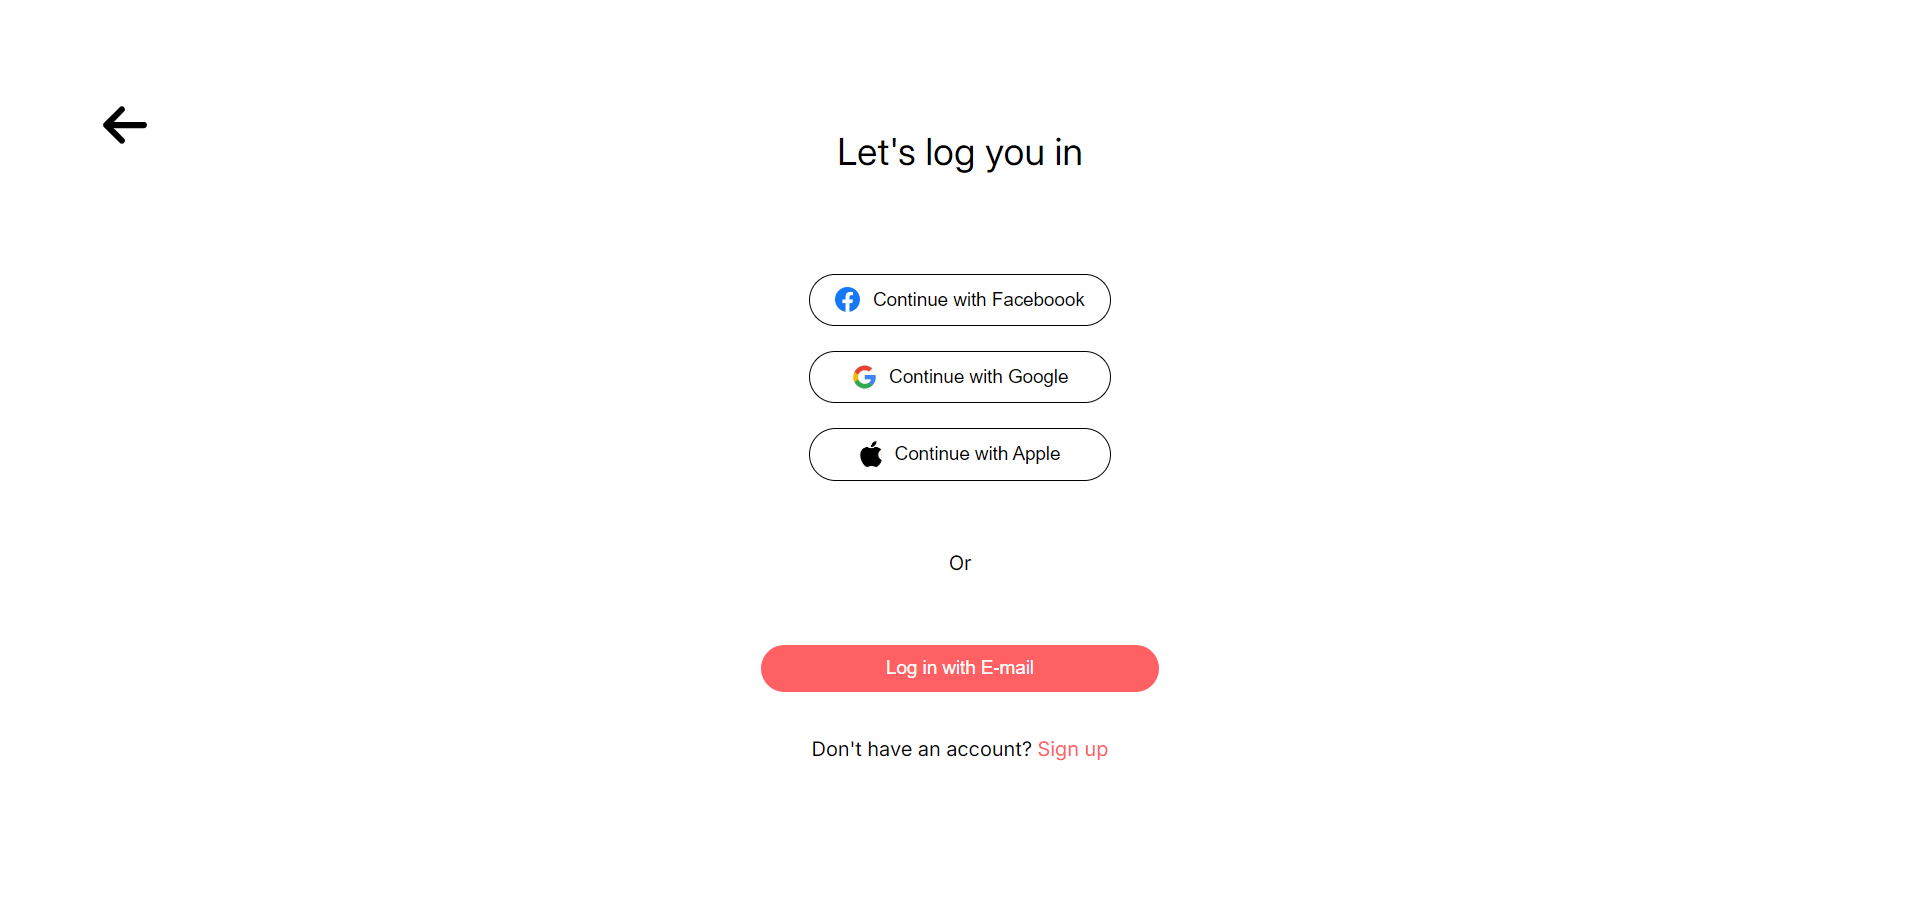 Let's log you in
Continue with Faceboook
Continue with Google
Continue with Apple
Or
Log in with E-mail
Don't have an account? Sign up